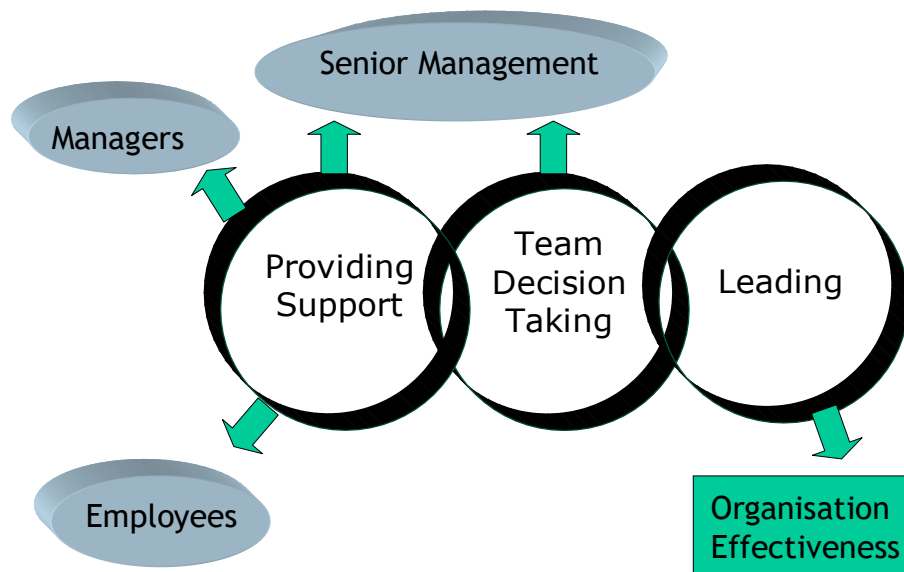 Senior Management
Managers
Providing
Support
Team
Decision
Taking
Leading
Employees
Organisation
Effectiveness